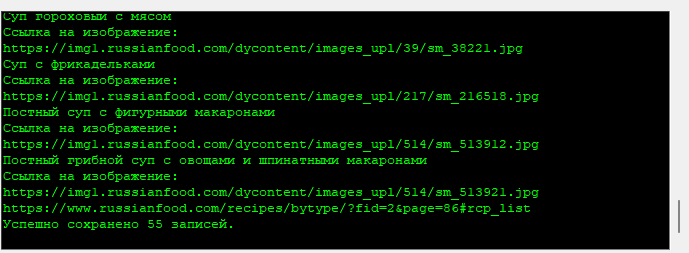 Суп гороховый с мясом
Ссылка на изображение:
https://img1.russianfood.com/dycontent/images_upl/39/sm_38221.jpg
Суп с фрикадельками
Ссылка на изображение:
https://img1.russianfood.com/dycontent/images_upl/217/sm_216518.jpg
Постный суп с фигурными макаронами
Ссылка на изображение:
https://img1.russianfood.com/dycontent/images_upl/514/sm_513912.jpg
Постный грибной суп с овощами и шпинатными макаронами
Ссылка на изображение:
https://img1.russianfood.com/dycontent/images_upl/514/sm_513921.jpg
https://www.russianfood.com/recipes/bytype/?fid=2&page=86#rcp_list
Успешно сохранено 55 записей.